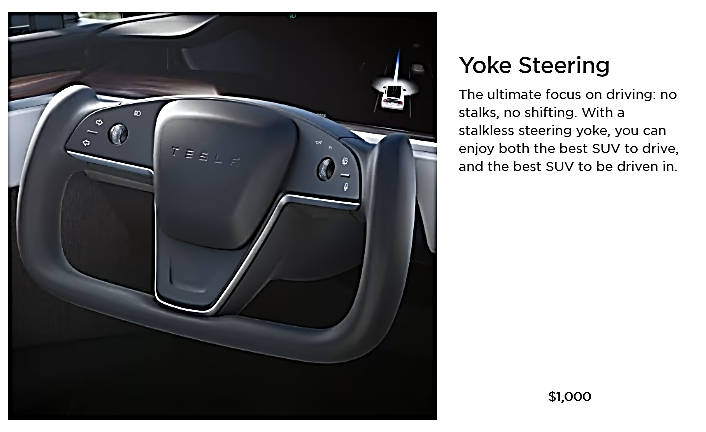 TESLA
Yoke Steering
The ultimate focus on driving: no
stalks, no shifting. With a
stalkless steering yoke, you can
enjoy both the best SUV to drive,
and the best SUV to be driven in.
$1,000